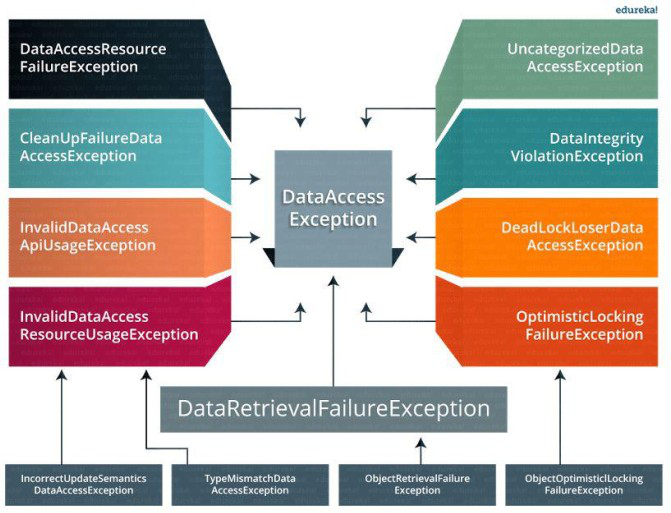 edureka!
DataAccessResource
FailureException
UncategorizedData
AccessException
CleanUpFailureData
AccessException
DataIntegrity
ViolationException
DataAccess
Exception
InvalidDataAccess
ApiUsageException
DeadLockLoserData
AccessException
InvalidDataAccess
ResourceUsageException
OptimisticLocking
FailureException
DataRetrievalFailureException
IncorrectUpdateSemantics
DataAccessException
TypeMismatchData
AccessException
ObjectRetrievalFailure
Exception
ObjectOptimisticlLocking
FailureException